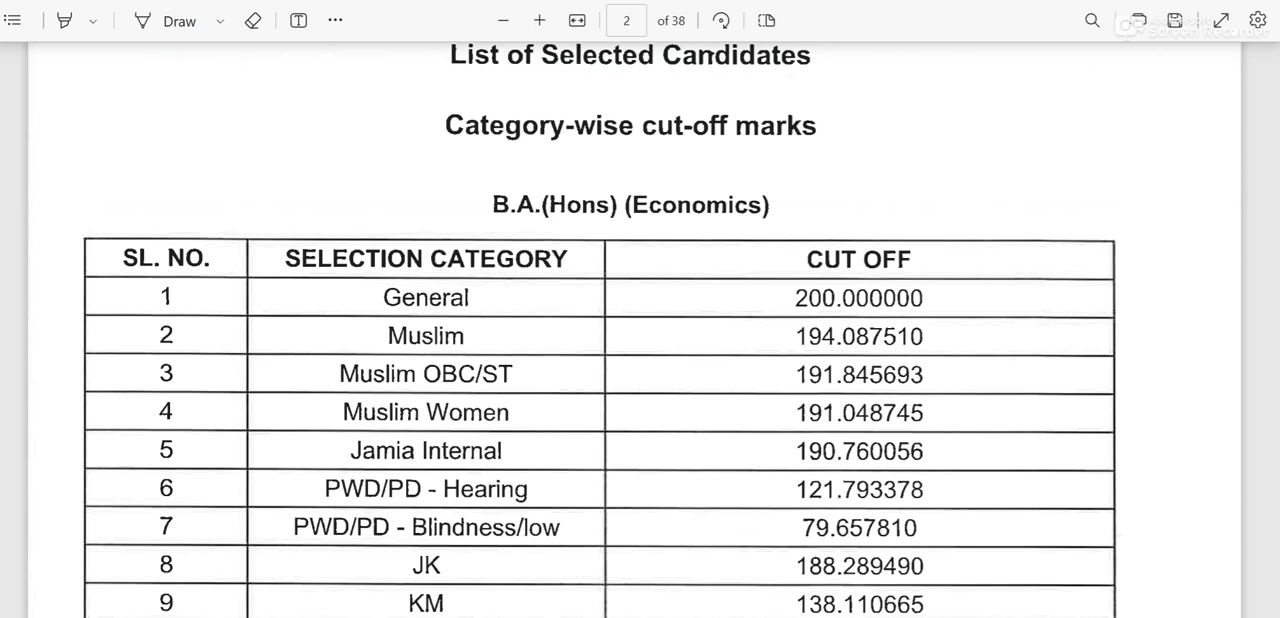 Draw
2 of 38
Screen Recorder
List of Selected Candidates
Category-wise cut-off marks
B.A.(Hons) (Economics)
SL. NO. SELECTION CATEGORY CUT OFF
1 General 200.000000
2 Muslim 194.087510
3 Muslim OBC/ST 191.845693
4 Muslim Women 191.048745
5 Jamia Internal 190.760056
6 PWD/PD - Hearing 121.793378
7 PWD/PD - Blindness/low 79.657810
8 JK 188.289490
9 KM 138.110665